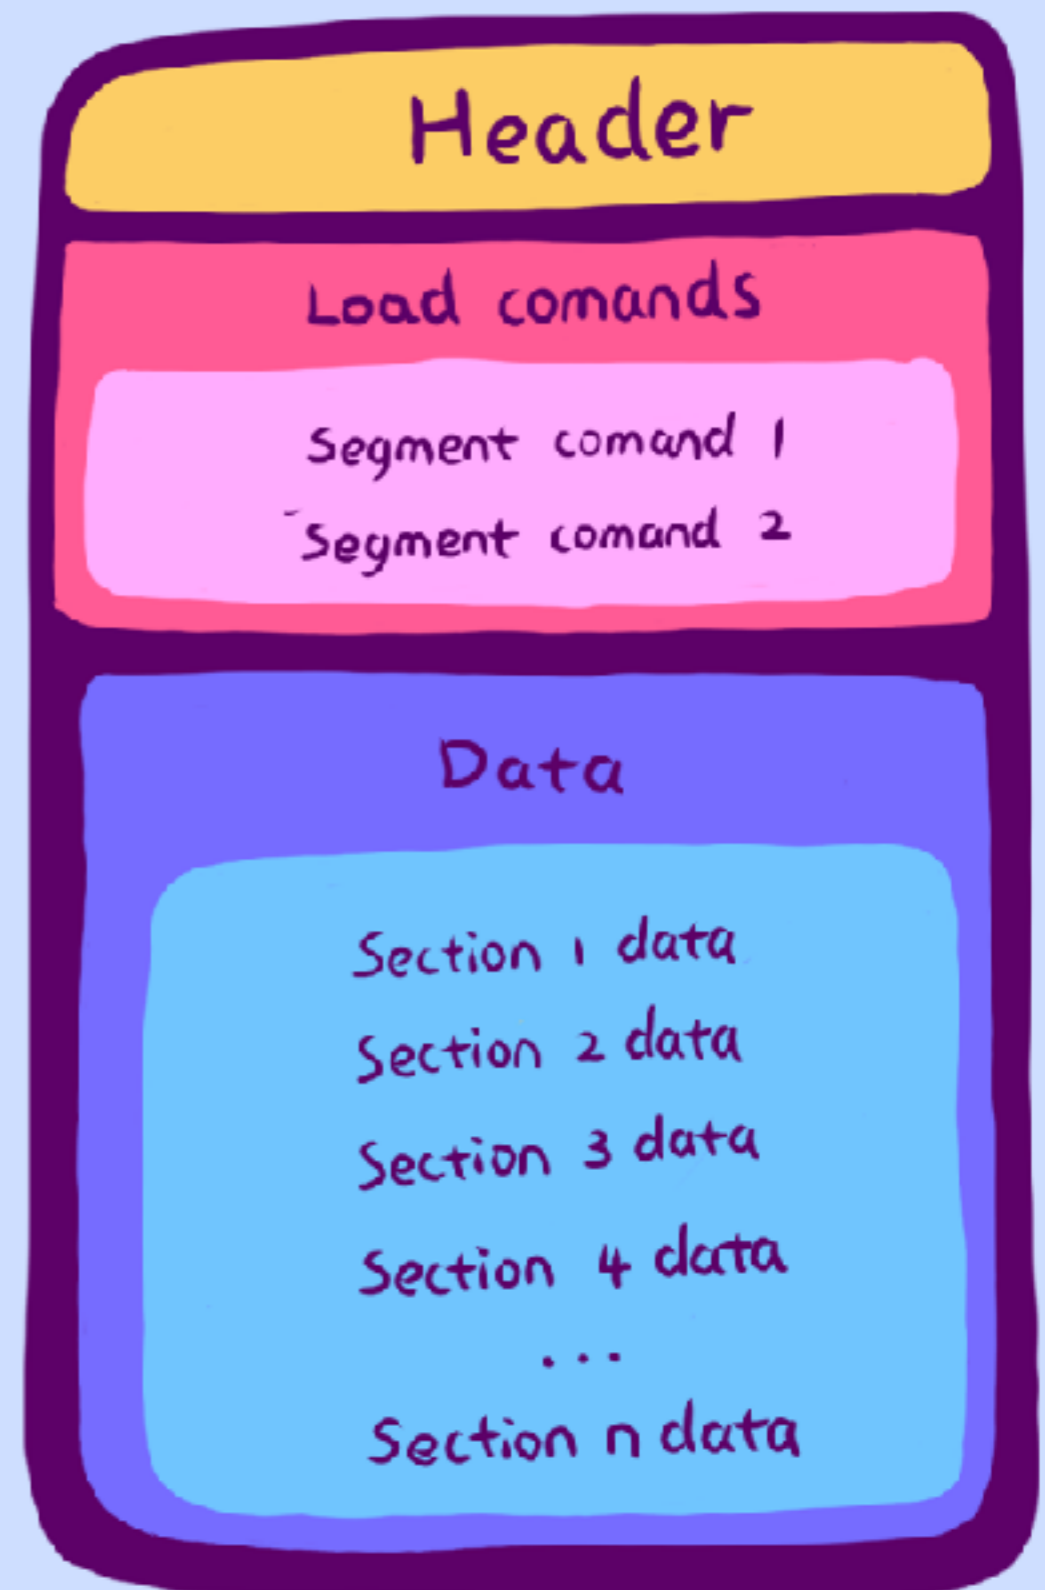 Header
Load comands
Segment comand 1
Segment comand 2
Data
Section 1 data
Section 2 data
Section 3 data
Section 4 data
...
Section n data